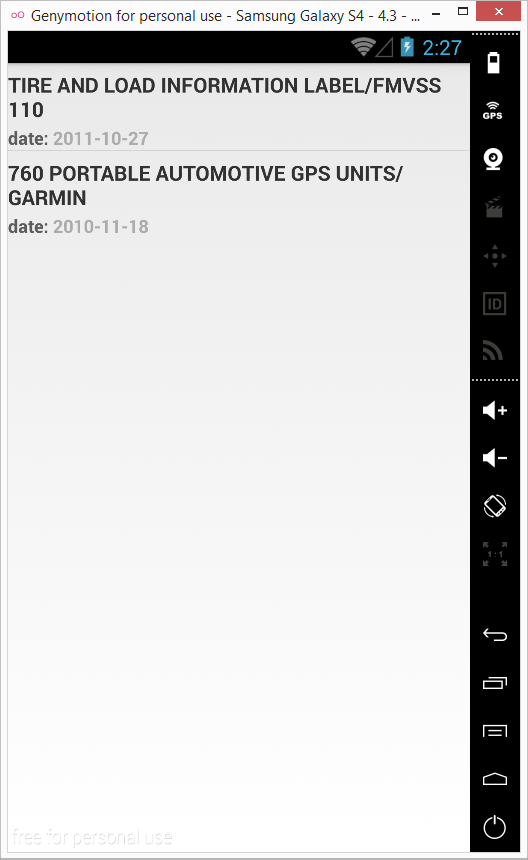 Genymotion for personal use - Samsung Galaxy S4 - 4.3 - ...
2:27
TIRE AND LOAD INFORMATION LABEL/FMVSS
110
date: 2011-10-27
760 PORTABLE AUTOMOTIVE GPS UNITS/
GARMIN
date: 2010-11-18
free for personal use
GPS
ID
1:1